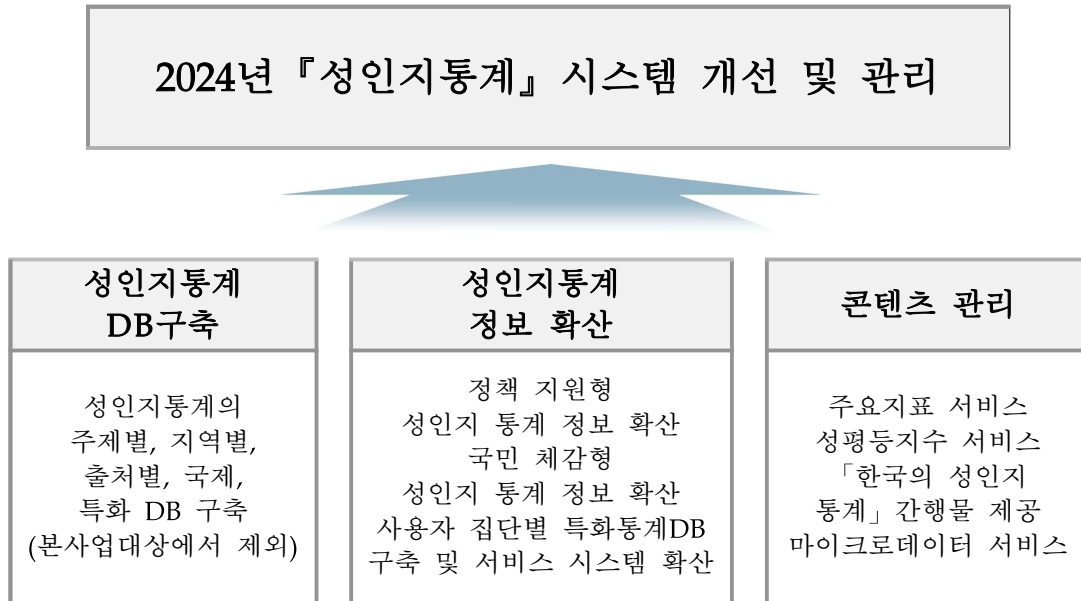 2024년『성인지통계』시스템 개선 및 관리
성인지통계
DB구축
성인지통계의
주제별, 지역별,
출처별, 국제,
특화 DB 구축
(본사업대상에서 제외)
성인지통계
정보 확산
정책 지원형
성인지 통계 정보 확산
국민 체감형
성인지 통계 정보 확산
사용자 집단별 특화통계DB
구축 및 서비스 시스템 확산
콘텐츠 관리
주요지표 서비스
성평등지수 서비스
「한국의 성인지
통계」간행물 제공
마이크로데이터 서비스